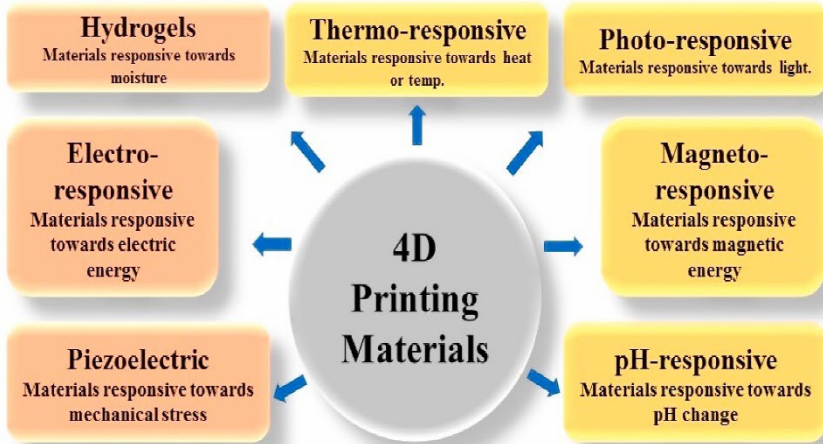 Hydrogels
Materials responsive towards
moisture
Thermo-responsive
Materials responsive towards heat
or temp.
Photo-responsive
Materials responsive towards light.
Electro-
responsive
Materials responsive
towards electric
energy
4D
Printing
Materials
Magneto-
responsive
Materials responsive
towards magnetic
energy
Piezoelectric
Materials responsive towards
mechanical stress
pH-responsive
Materials responsive towards
pH change